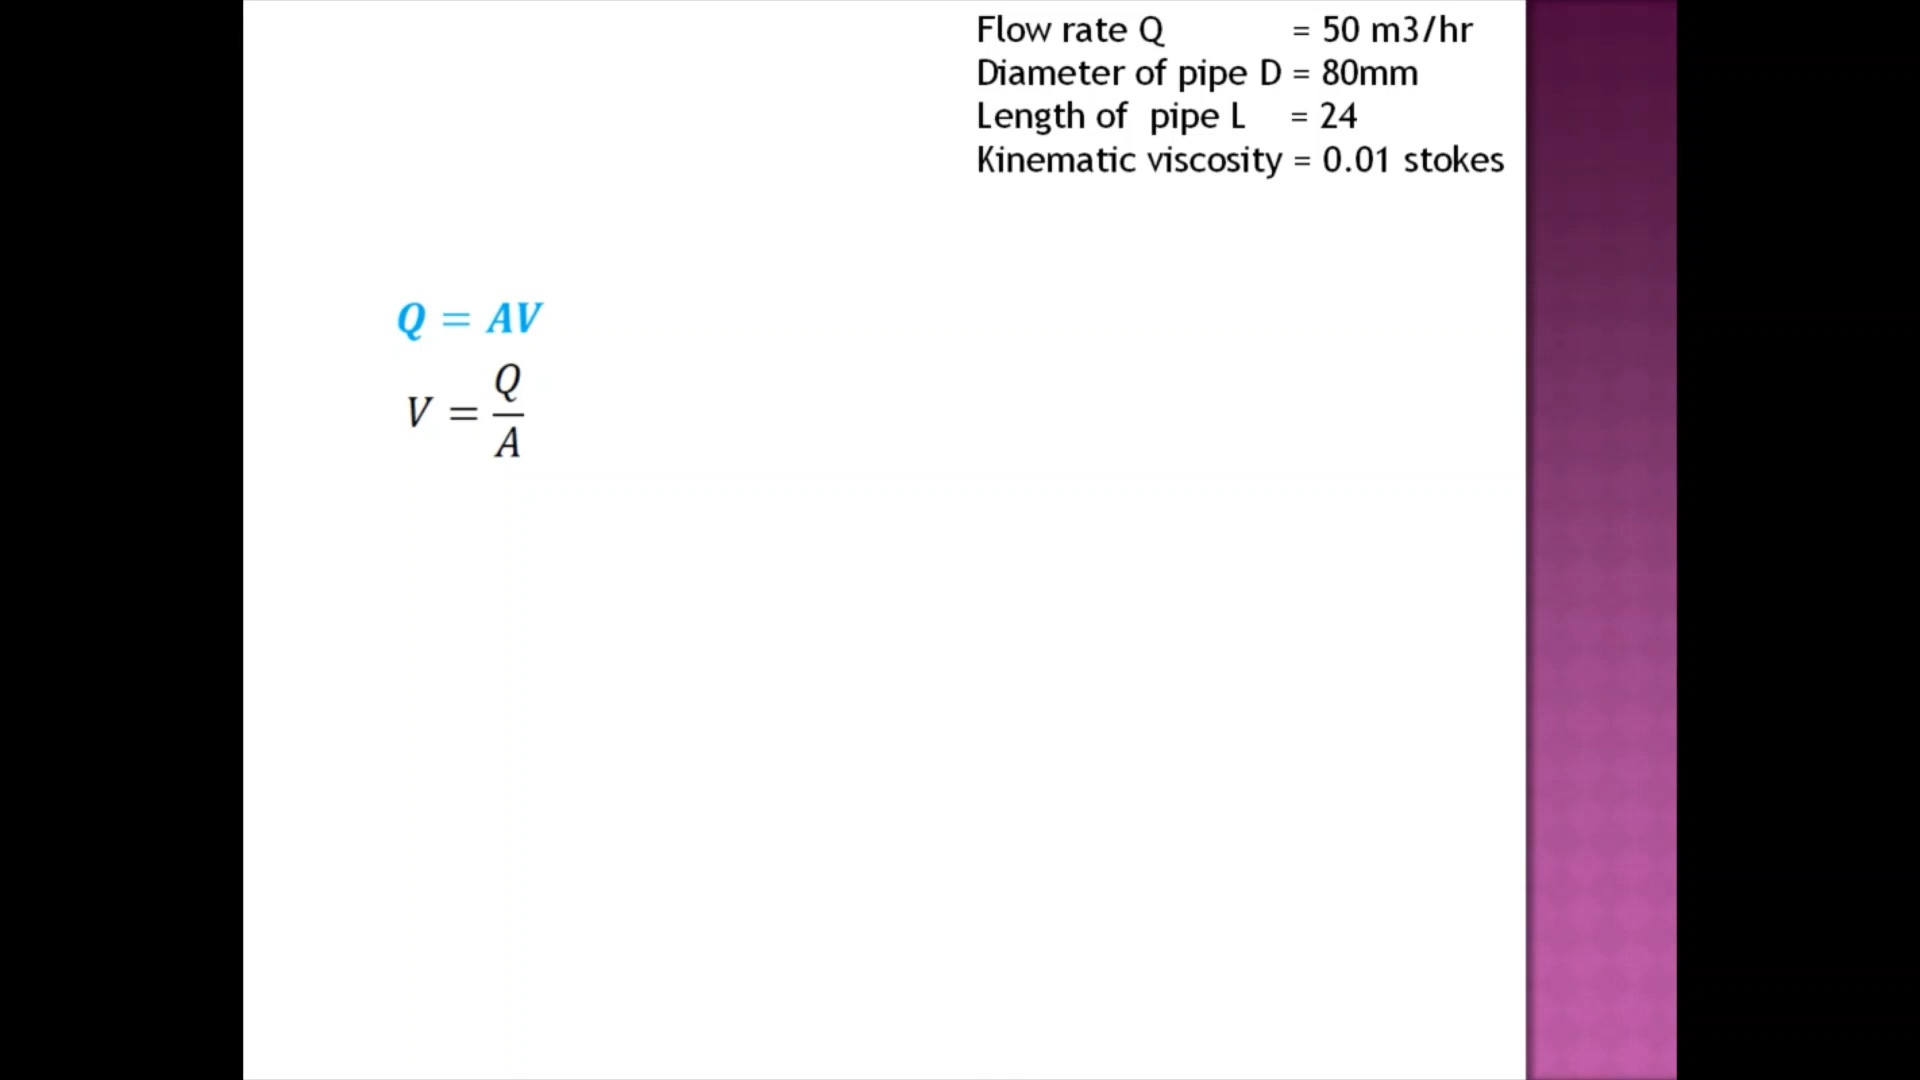 Flow rate Q = 50 m3/hr
Diameter of pipe D = 80mm
Length of pipe L = 24
Kinematic viscosity = 0.01 stokes
Q = AV
V = Q/A